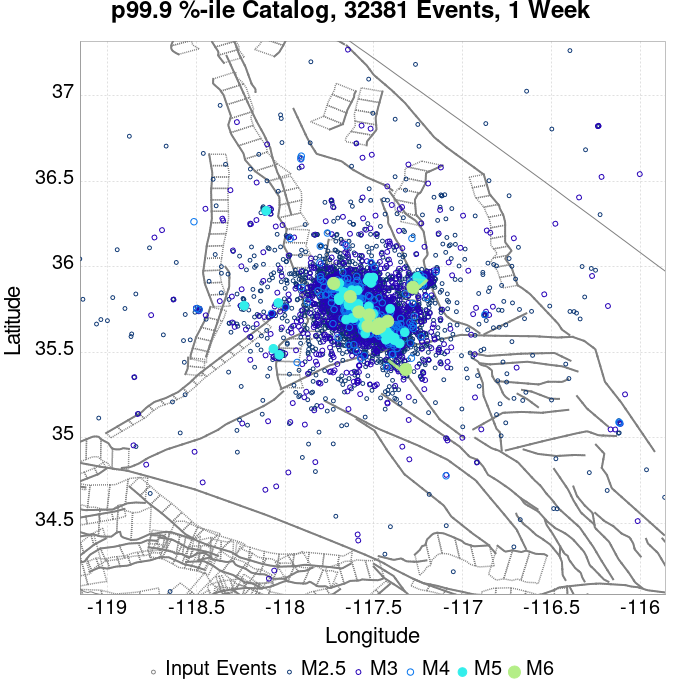 p99.9 %-ile Catalog, 32381 Events, 1 Week
37
36.5
36
35.5
35
34.5
Latitude
-119
-118.5
-118
-117.5
-117
-116.5
-116
Longitude
Input Events
M2.5
M3
M4
M5
M6